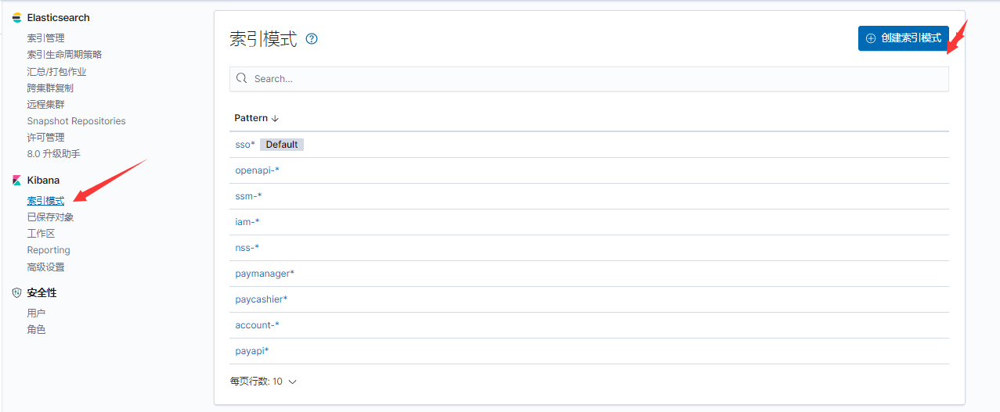 Elasticsearch
索引管理
索引生命周期策略
汇总/打包作业
跨集群复制
远程集群
Snapshot Repositories
许可管理
8.0 升级助手
Kibana
索引模式
已保存对象
工作区
Reporting
高级设置
安全性
用户
角色
索引模式
创建索引模式
Search...
Pattern
sso* Default
openapi-*
ssm-*
iam-*
nss-*
paymanager*
paycashier*
account-*
payapi*
每页行数: 10